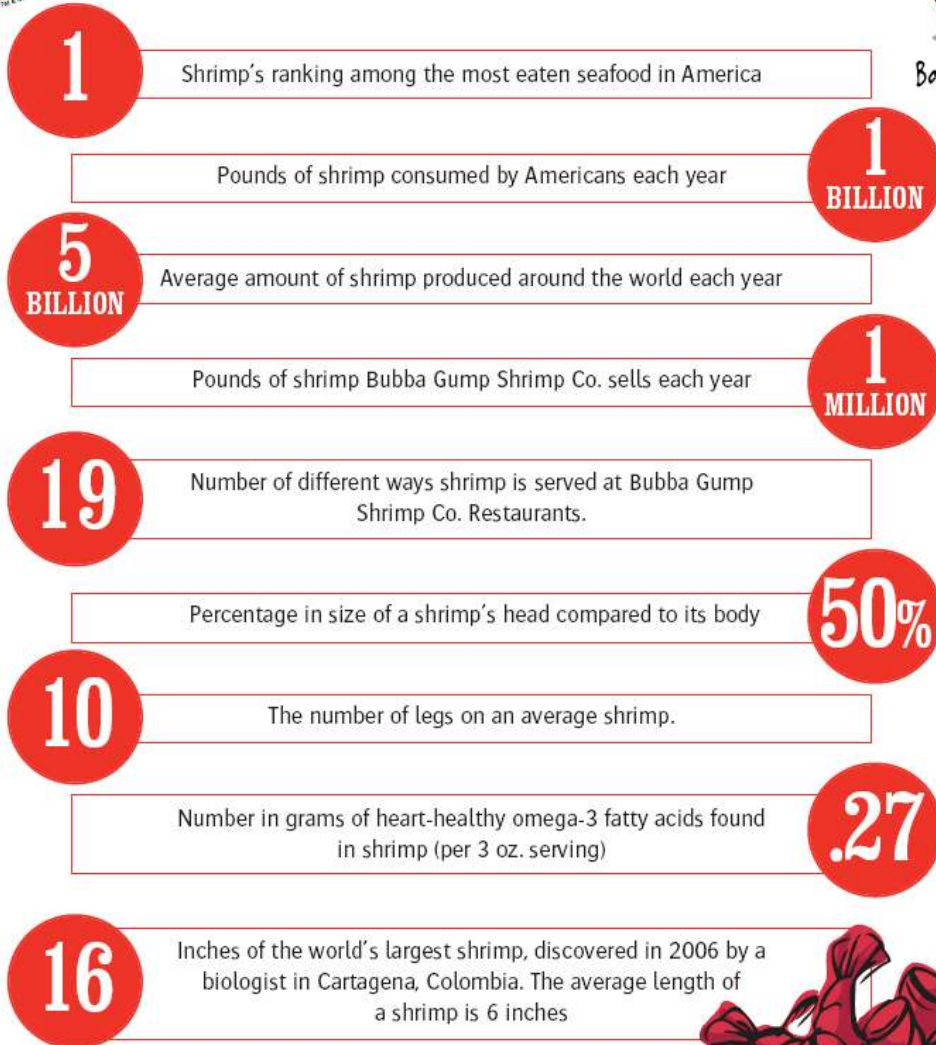 1
Shrimp's ranking among the most eaten seafood in America
Pounds of shrimp consumed by Americans each year
1
BILLION
5
BILLION
Average amount of shrimp produced around the world each year
Pounds of shrimp Bubba Gump Shrimp Co. sells each year
1
MILLION
19
Number of different ways shrimp is served at Bubba Gump
Shrimp Co. Restaurants.
Percentage in size of a shrimp's head compared to its body
50%
10
The number of legs on an average shrimp.
Number in grams of heart-healthy omega-3 fatty acids found
in shrimp (per 3 oz. serving)
.27
16
Inches of the world's largest shrimp, discovered in 2006 by a
biologist in Cartagena, Colombia. The average length of
a shrimp is 6 inches